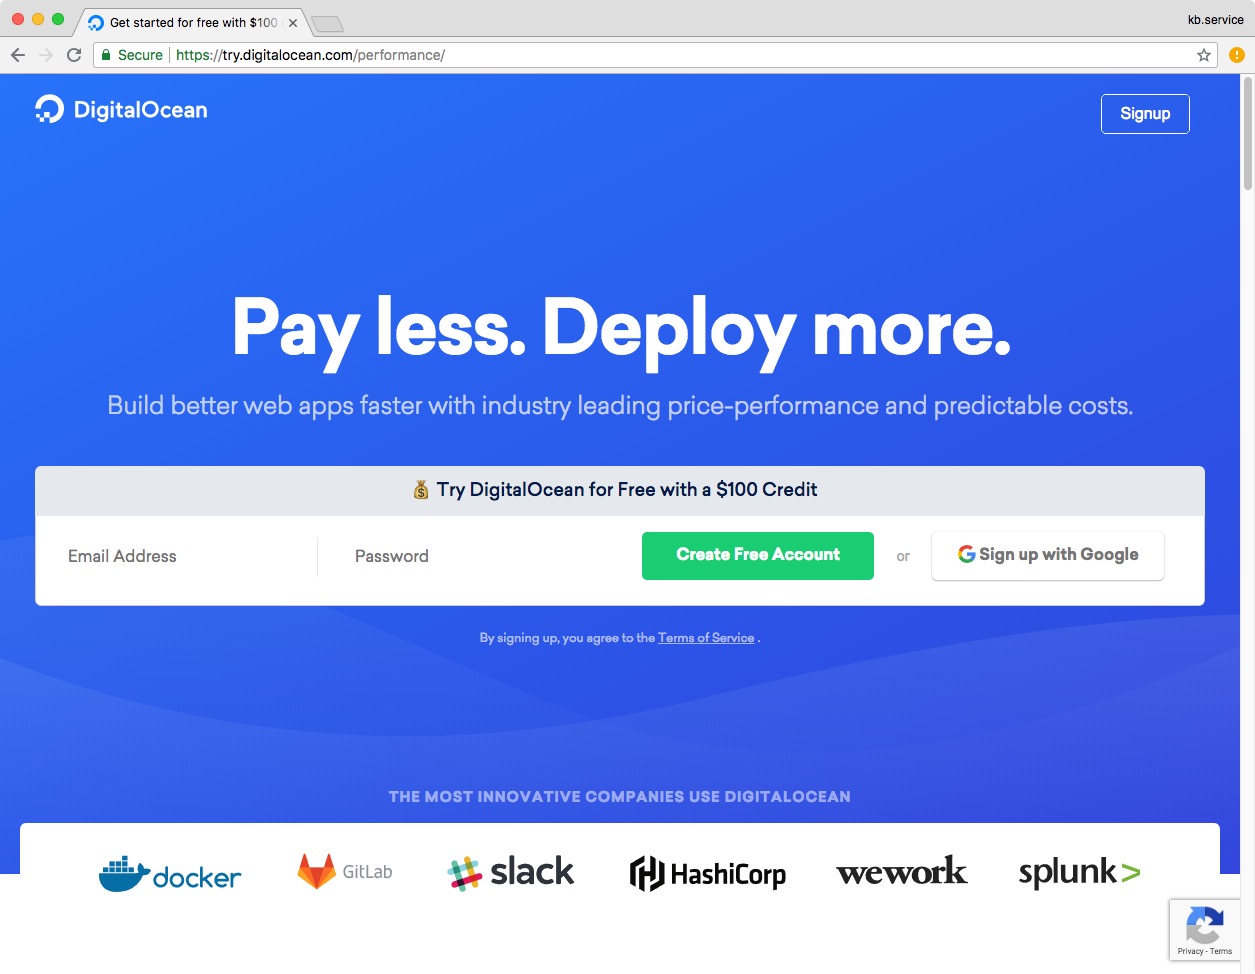 Get started for free with $100
kb.service
Secure
https://try.digitalocean.com/performance/
DigitalOcean
Signup
Pay less. Deploy more.
Build better web apps faster with industry leading price-performance and predictable costs.
Try DigitalOcean for Free with a $100 Credit
Email Address
Password
Create Free Account
or
Sign up with Google
By signing up, you agree to the Terms of Service .
THE MOST INNOVATIVE COMPANIES USE DIGITALOCEAN
docker
GitLab
slack
HashiCorp
wework
splunk>
Privacy - Terms